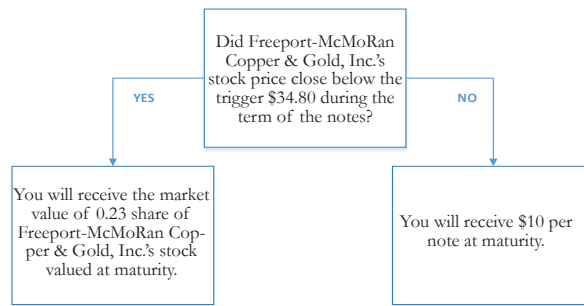 Did Freeport-McMoRan
Copper & Gold, Inc.'s
stock price close below the
trigger $34.80 during the
term of the notes?
YES
NO
You will receive the market
value of 0.23 share of
Freeport-McMoRan Cop-
per & Gold, Inc.'s stock
valued at maturity.
You will receive $10 per
note at maturity.